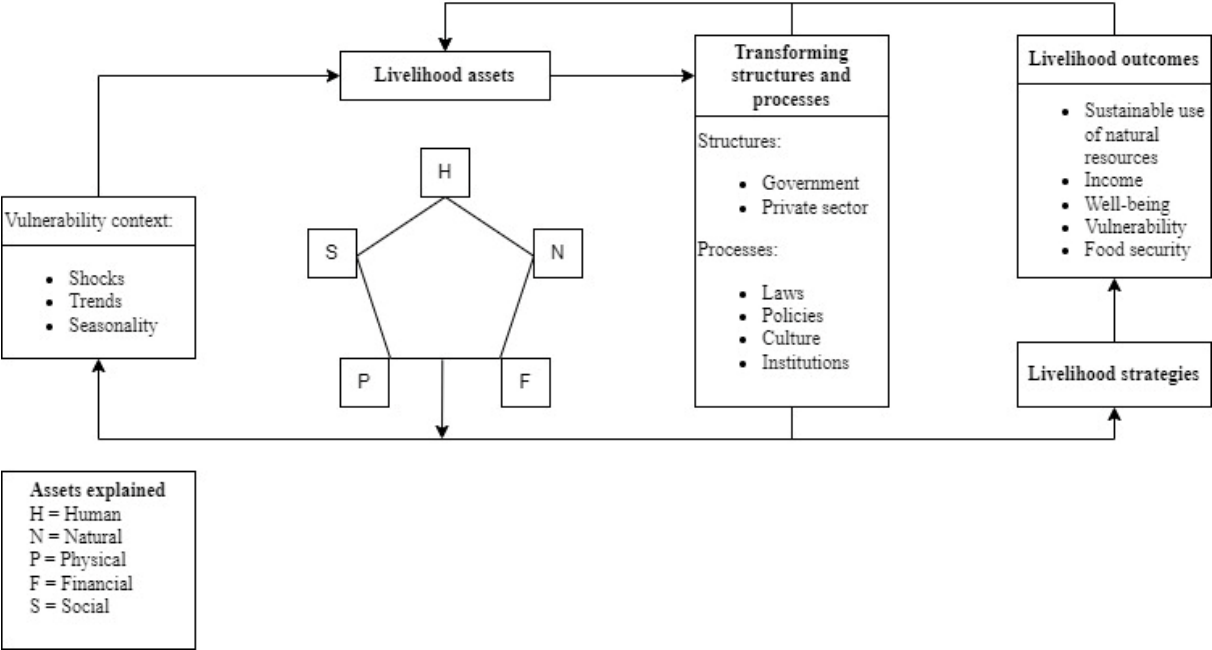 Livelihood assets
Transforming
structures and
processes
Structures:
• Government
• Private sector
Processes:
• Laws
• Policies
• Culture
• Institutions
Livelihood outcomes
• Sustainable use
of natural
resources
• Income
• Well-being
• Vulnerability
• Food security
Vulnerability context:
• Shocks
• Trends
• Seasonality
H
S
N
P
F
Livelihood strategies
Assets explained
H = Human
N = Natural
P = Physical
F = Financial
S = Social